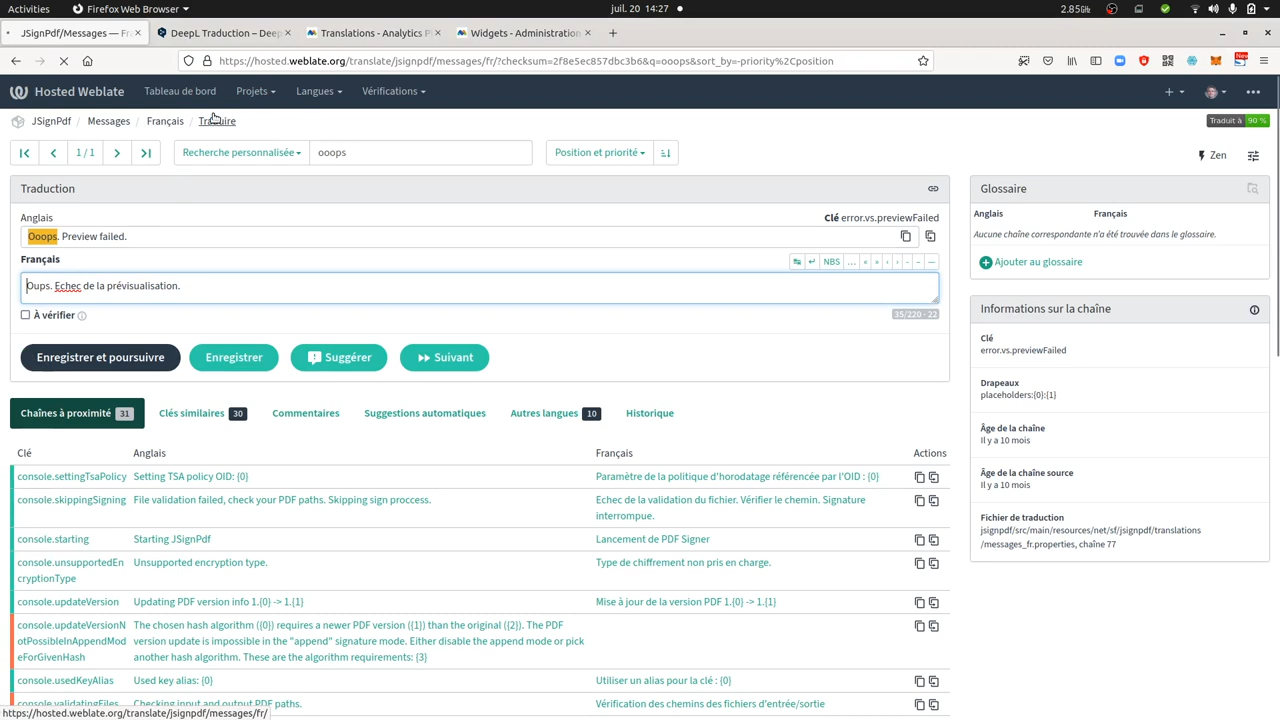 Activities
Firefox Web Browser
juil. 20 14:27
2.85%
JSignPdf/Messages — Fra
DeepL Traduction – Deep
Translations - Analytics P
Widgets - Administration
https://hosted.weblate.org/translate/jsignpdf/messages/fr/?checksum=2f8e5ec857dbc3b6&q=ooops&sort_by=-priority%2Cposition
New
Hosted Weblate
Tableau de bord
Projets
Langues
Vérifications
JSignPdf / Messages / Français / Traduire
Traduit à 90 %
1 / 1
Recherche personnalisée
ooops
Position et priorité
Zen
Traduction
Anglais
Clé error.vs.previewFailed
Ooops. Preview failed.
Français
NBS … « » ‹ › - – —
Oups. Echec de la prévisualisation.
À vérifier
35/220 · 22
Enregistrer et poursuivre
Enregistrer
Suggérer
Suivant
Chaînes à proximité 31
Clés similaires 30
Commentaires
Suggestions automatiques
Autres langues 10
Historique
Clé Anglais Français Actions
console.settingTsaPolicy Setting TSA policy OID: {0} Paramètre de la politique d'horodatage référencée par l'OID : {0}
console.skippingSigning File validation failed, check your PDF paths. Skipping sign proccess. Echec de la validation du fichier. Vérifier le chemin. Signature
interrompue.
console.starting Starting JSignPdf Lancement de PDF Signer
console.unsupportedEn Unsupported encryption type. Type de chiffrement non pris en charge.
cryptionType
console.updateVersion Updating PDF version info 1.{0} -> 1.{1} Mise à jour de la version PDF 1.{0} -> 1.{1}
console.updateVersionN The chosen hash algorithm ({0}) requires a newer PDF version ({1}) than the original ({2}). The PDF
otPossibleInAppendMod version update is impossible in the "append" signature mode. Either disable the append mode or pick
eForGivenHash another hash algorithm. These are the algorithm requirements: {3}
console.usedKeyAlias Used key alias: {0} Utiliser un alias pour la clé : {0}
console.validatingFiles Checking input and output PDF paths. Vérification des chemins des fichiers d'entrée/sortie
https://hosted.weblate.org/translate/jsignpdf/messages/fr/
Glossaire
Anglais Français
Aucune chaîne correspondante n'a été trouvée dans le glossaire.
Ajouter au glossaire
Informations sur la chaîne
Clé
error.vs.previewFailed
Drapeaux
placeholders:{0}:{1}
Âge de la chaîne
Il y a 10 mois
Âge de la chaîne source
Il y a 10 mois
Fichier de traduction
jsignpdf/src/main/resources/net/sf/jsignpdf/translations
/messages_fr.properties, chaîne 77